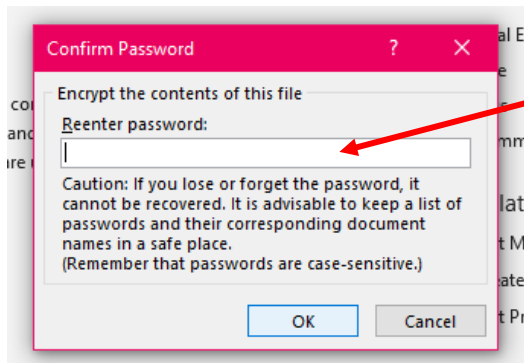 Confirm Password
?
Encrypt the contents of this file
Reenter password:
Caution: If you lose or forget the password, it
cannot be recovered. It is advisable to keep a list of
passwords and their corresponding document
names in a safe place.
(Remember that passwords are case-sensitive.)
OK
Cancel